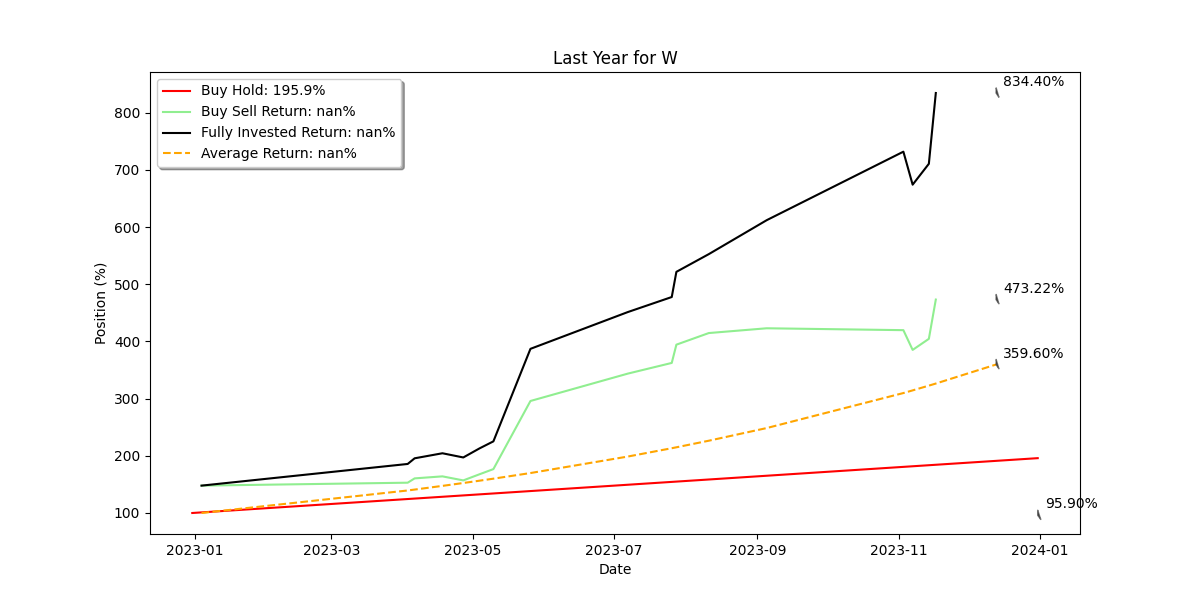 Last Year for W
Buy Hold: 195.9%
Buy Sell Return: nan%
Fully Invested Return: nan%
Average Return: nan%
834.40%
473.22%
359.60%
95.90%
Position (%)
800
700
600
500
400
300
200
100
2023-01
2023-03
2023-05
2023-07
2023-09
2023-11
2024-01
Date